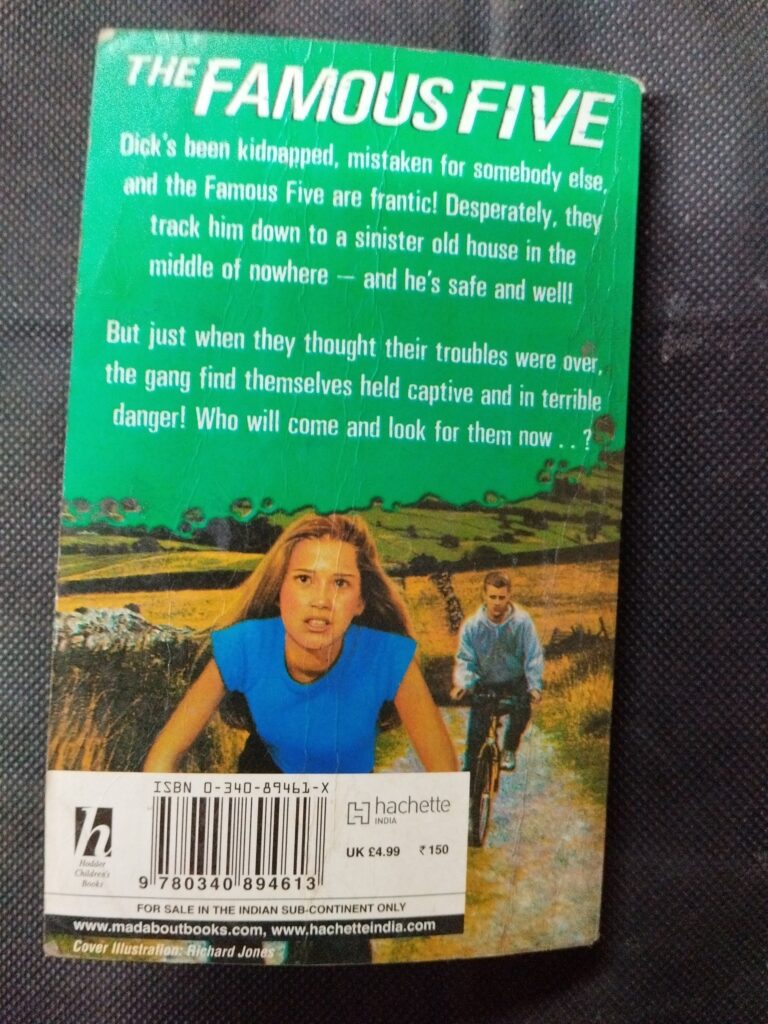 THE FAMOUS FIVE
Dick's been kidnapped, mistaken for somebody else,
and the Famous Five are frantic! Desperately, they
track him down to a sinister old house in the
middle of nowhere — and he's safe and well!
But just when they thought their troubles were over,
the gang find themselves held captive and in terrible
danger! Who will come and look for them now . . ?
ISBN 0-340-89461-X
h
Hodder
Children's
Books
9 780340 894613
hachette
INDIA
UK £4.99 ₹ 150
FOR SALE IN THE INDIAN SUB-CONTINENT ONLY
www.madaboutbooks.com, www.hachetteindia.com
Cover Illustration: Richard Jones